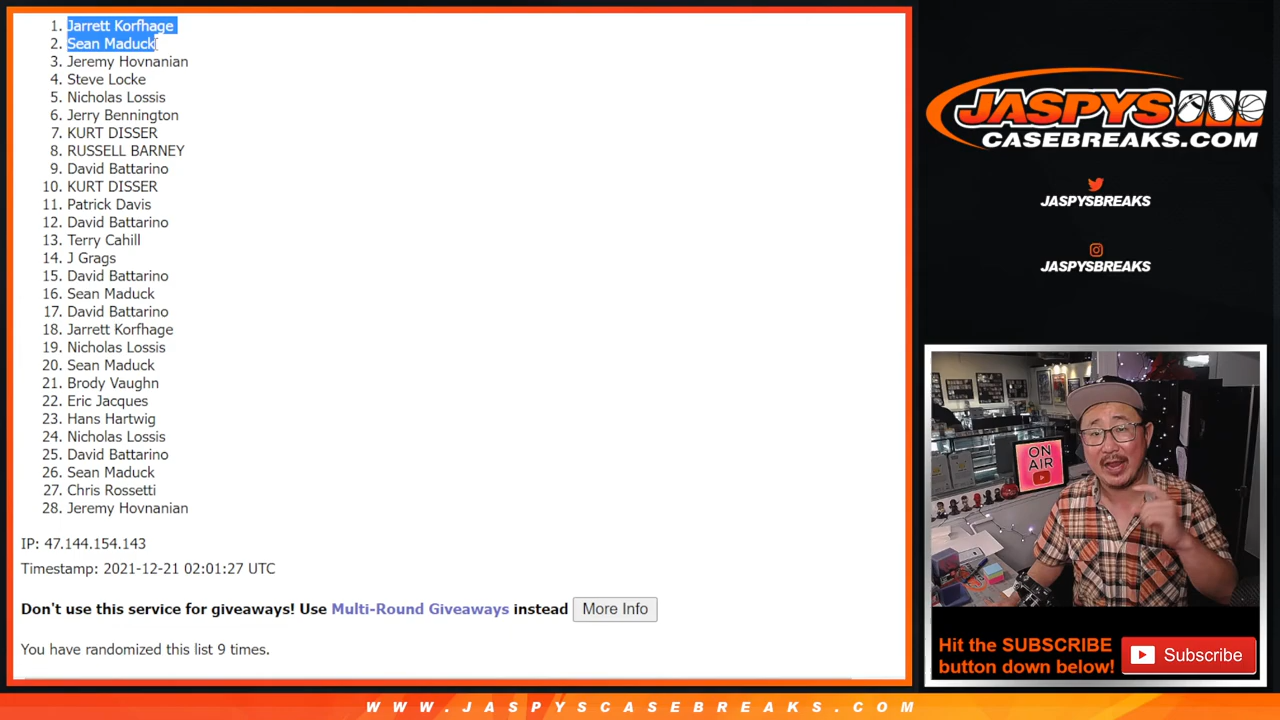 1. Jarrett Korfhage
2. Sean Maduck
3. Jeremy Hovnanian
4. Steve Locke
5. Nicholas Lossis
6. Jerry Bennington
7. KURT DISSER
8. RUSSELL BARNEY
9. David Battarino
10. KURT DISSER
11. Patrick Davis
12. David Battarino
13. Terry Cahill
14. J Grags
15. David Battarino
16. Sean Maduck
17. David Battarino
18. Jarrett Korfhage
19. Nicholas Lossis
20. Sean Maduck
21. Brody Vaughn
22. Eric Jacques
23. Hans Hartwig
24. Nicholas Lossis
25. David Battarino
26. Sean Maduck
27. Chris Rossetti
28. Jeremy Hovnanian
IP: 47.144.154.143
Timestamp: 2021-12-21 02:01:27 UTC
Don't use this service for giveaways! Use Multi-Round Giveaways instead More Info
You have randomized this list 9 times.
JASPYS
CASEBREAKS.COM
JASPYSBREAKS
JASPYSBREAKS
ON
AIR
Hit the SUBSCRIBE
button down below!
Subscribe
WWW.JASPYSCASEBREAKS.COM